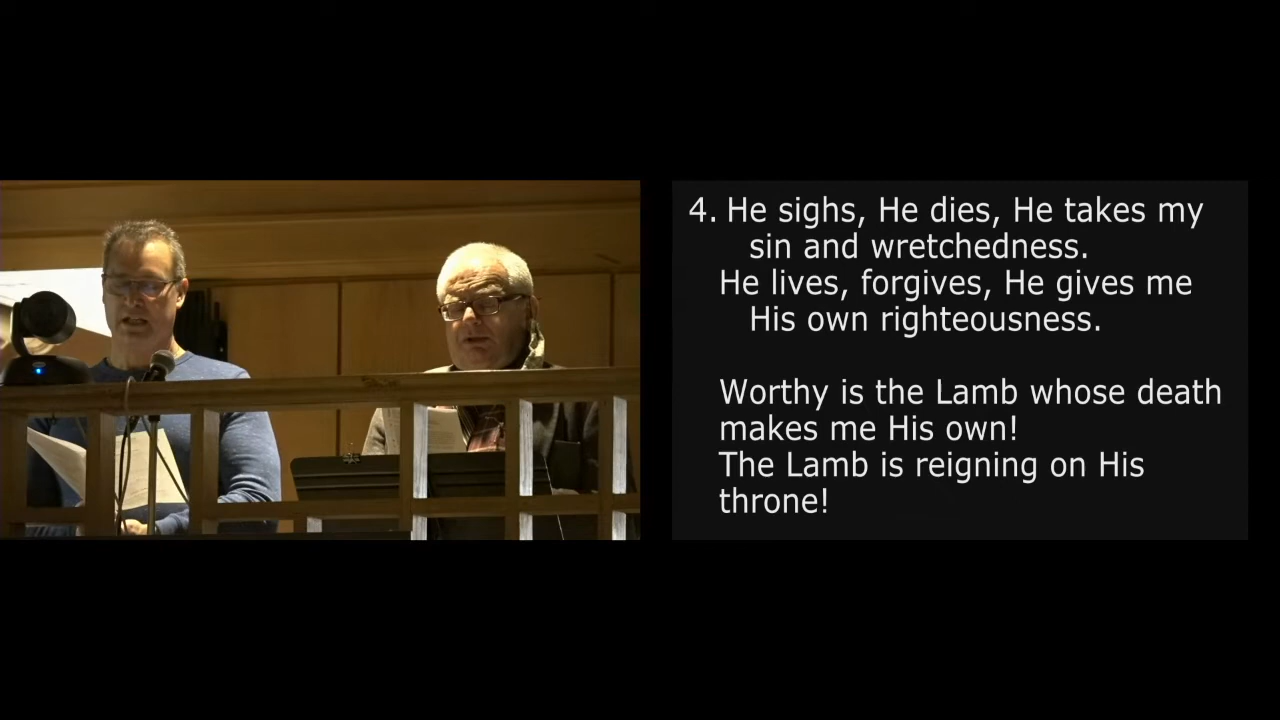 4. He sighs, He dies, He takes my
sin and wretchedness.
He lives, forgives, He gives me
His own righteousness.
Worthy is the Lamb whose death
makes me His own!
The Lamb is reigning on His
throne!